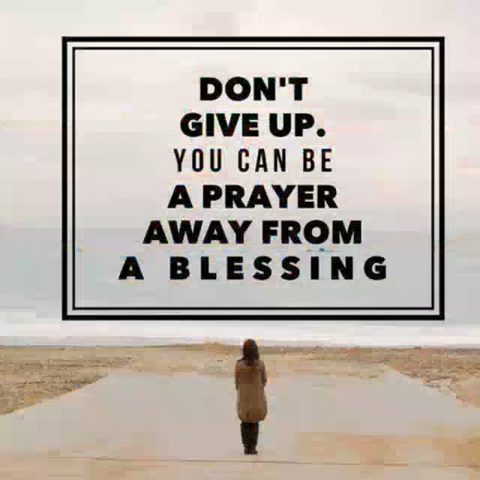 DON'T
GIVE UP.
YOU CAN BE
A PRAYER
AWAY FROM
A BLESSING